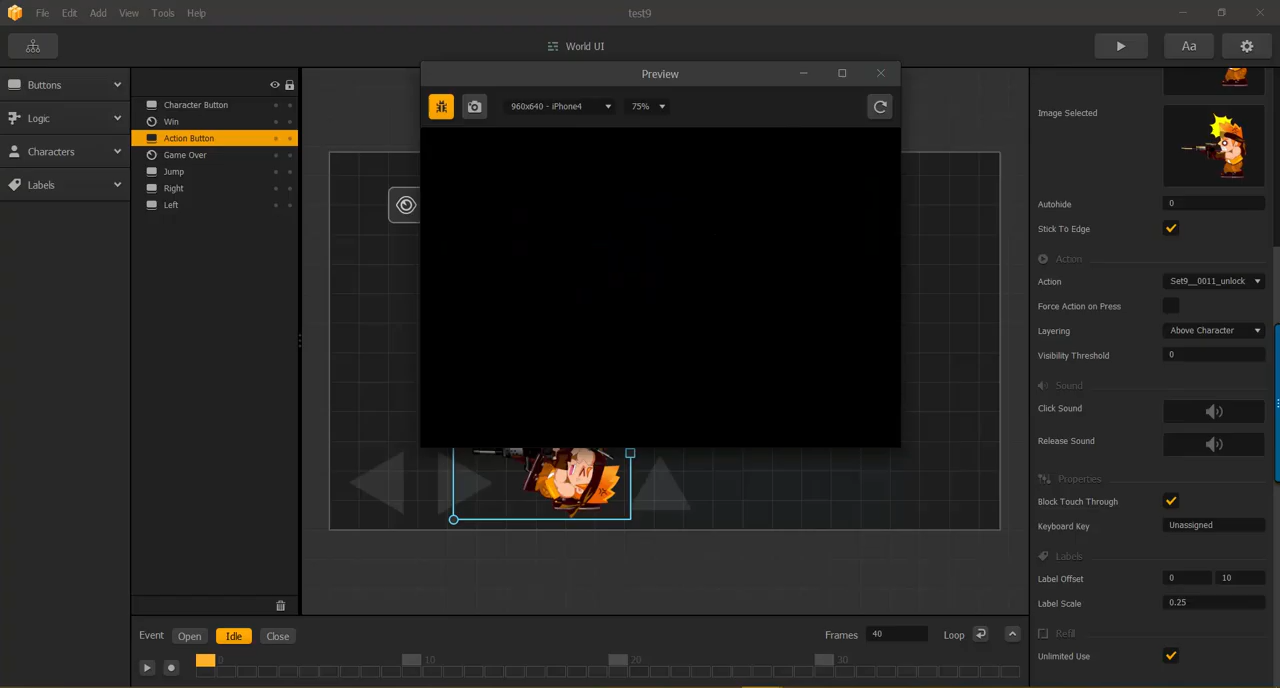 File Edit Add View Tools Help
test9
World UI
Aa
Buttons
Logic
Characters
Labels
Character Button
Win
Action Button
Game Over
Jump
Right
Left
Preview
960x640 - iPhone4
75%
Image Selected
Autohide 0
Stick To Edge
Action
Action Set9__0011_unlock
Force Action on Press
Layering Above Character
Visibility Threshold 0
Sound
Click Sound
Release Sound
Properties
Block Touch Through
Keyboard Key Unassigned
Labels
Label Offset 0 10
Label Scale 0.25
Refill
Unlimited Use
Event Open Idle Close
Frames 40 Loop
0 10 20 30